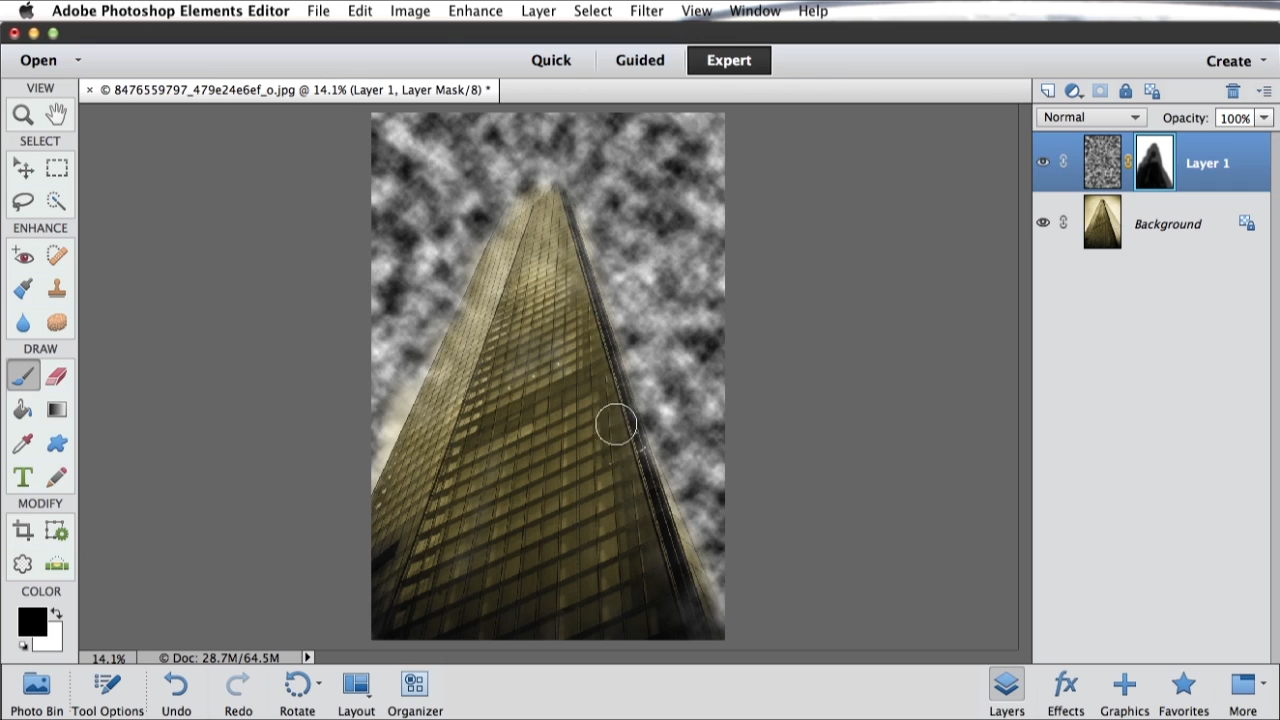 Adobe Photoshop Elements Editor File Edit Image Enhance Layer Select Filter View Window Help
Open Quick Guided Expert Create
VIEW
× © 8476559797_479e24e6ef_o.jpg @ 14.1% (Layer 1, Layer Mask/8) *
Normal Opacity: 100%
SELECT
Layer 1
ENHANCE
Background
DRAW
T
MODIFY
COLOR
14.1% © Doc: 28.7M/64.5M
Photo Bin Tool Options Undo Redo Rotate Layout Organizer Layers fx Effects Graphics Favorites More